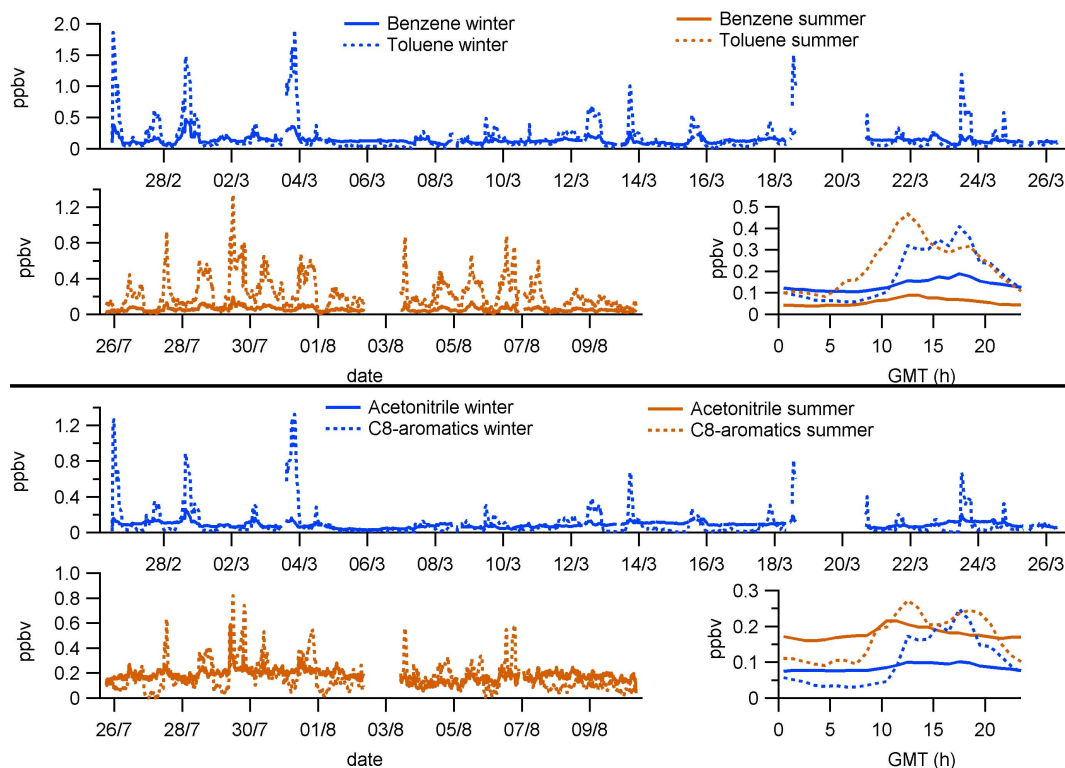 Benzene winter
Toluene winter
Benzene summer
Toluene summer
ppbv
2.0
1.5
1.0
0.5
0
28/2 02/3 04/3 06/3 08/3 10/3 12/3 14/3 16/3 18/3 20/3 22/3 24/3 26/3
ppbv
1.2
0.8
0.4
0
26/7 28/7 30/7 01/8 03/8 05/8 07/8 09/8
date
ppbv
0.5
0.4
0.3
0.2
0.1
0
0 5 10 15 20
GMT (h)
Acetonitrile winter
C8-aromatics winter
Acetonitrile summer
C8-aromatics summer
ppbv
1.2
0.8
0.4
0
28/2 02/3 04/3 06/3 08/3 10/3 12/3 14/3 16/3 18/3 20/3 22/3 24/3 26/3
ppbv
1.0
0.8
0.6
0.4
0.2
0
26/7 28/7 30/7 01/8 03/8 05/8 07/8 09/8
date
ppbv
0.3
0.2
0.1
0
0 5 10 15 20
GMT (h)